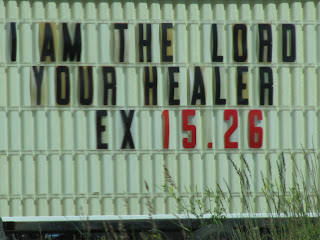 I AM THE LORD
YOUR HEALER
EX 15.26